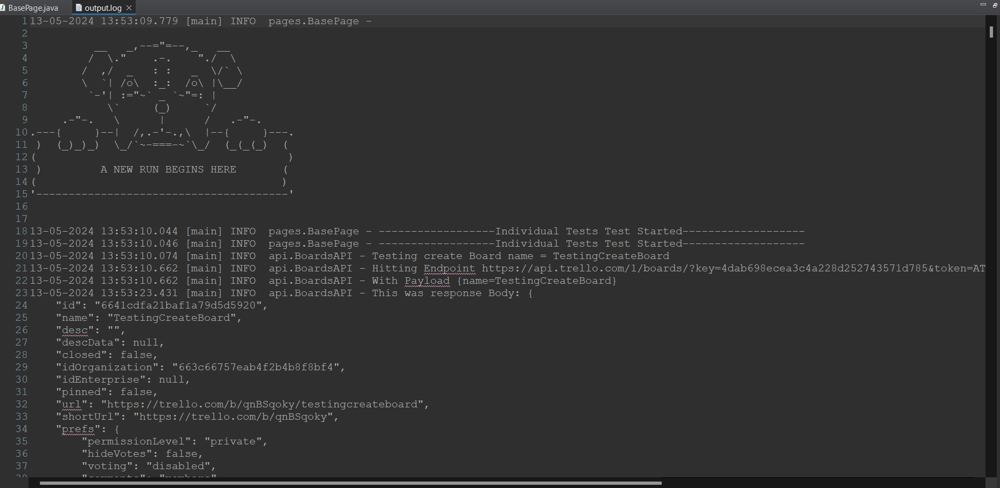 BasePage.java
output.log
1 13-05-2024 13:53:09.779 [main] INFO  pages.BasePage -
2
3           __   _,--="=--,_   __
4          /  \."    .-.    "./  \
5         /  ,/  _   : :   _  \/` \
6         \  `| /o\  :_:  /o\ |\__/
7          `-'| :="~` _ `~"=: |
8             \`     (_)     `/
9      .-"-.   \      |      /   .-"-.
10 .---{     }--|  /,.-'-.,\  |--{     }---.
11  )  (_)_)_)  \_/`~-===-~`\_/  (_(_(_)  (
12 (                                       )
13  )         A NEW RUN BEGINS HERE       (
14 (                                      )
15 '---------------------------------------'
16
17
18 13-05-2024 13:53:10.044 [main] INFO  pages.BasePage - ------------------Individual Tests Test Started-------------------
19 13-05-2024 13:53:10.046 [main] INFO  pages.BasePage - ------------------Individual Tests Test Started-------------------
20 13-05-2024 13:53:10.074 [main] INFO  api.BoardsAPI - Testing create Board name = TestingCreateBoard
21 13-05-2024 13:53:10.662 [main] INFO  api.BoardsAPI - Hitting Endpoint https://api.trello.com/1/boards/?key=4dab698ecea3c4a228d252743571d785&token=AT
22 13-05-2024 13:53:10.662 [main] INFO  api.BoardsAPI - With Payload {name=TestingCreateBoard}
23 13-05-2024 13:53:23.431 [main] INFO  api.BoardsAPI - This was response Body: {
24     "id": "6641cdfa21baf1a79d5d5920",
25     "name": "TestingCreateBoard",
26     "desc": "",
27     "descData": null,
28     "closed": false,
29     "idOrganization": "663c66757eab4f2b4b8f8bf4",
30     "idEnterprise": null,
31     "pinned": false,
32     "url": "https://trello.com/b/qnBSqoky/testingcreateboard",
33     "shortUrl": "https://trello.com/b/qnBSqoky",
34     "prefs": {
35         "permissionLevel": "private",
36         "hideVotes": false,
37         "voting": "disabled",